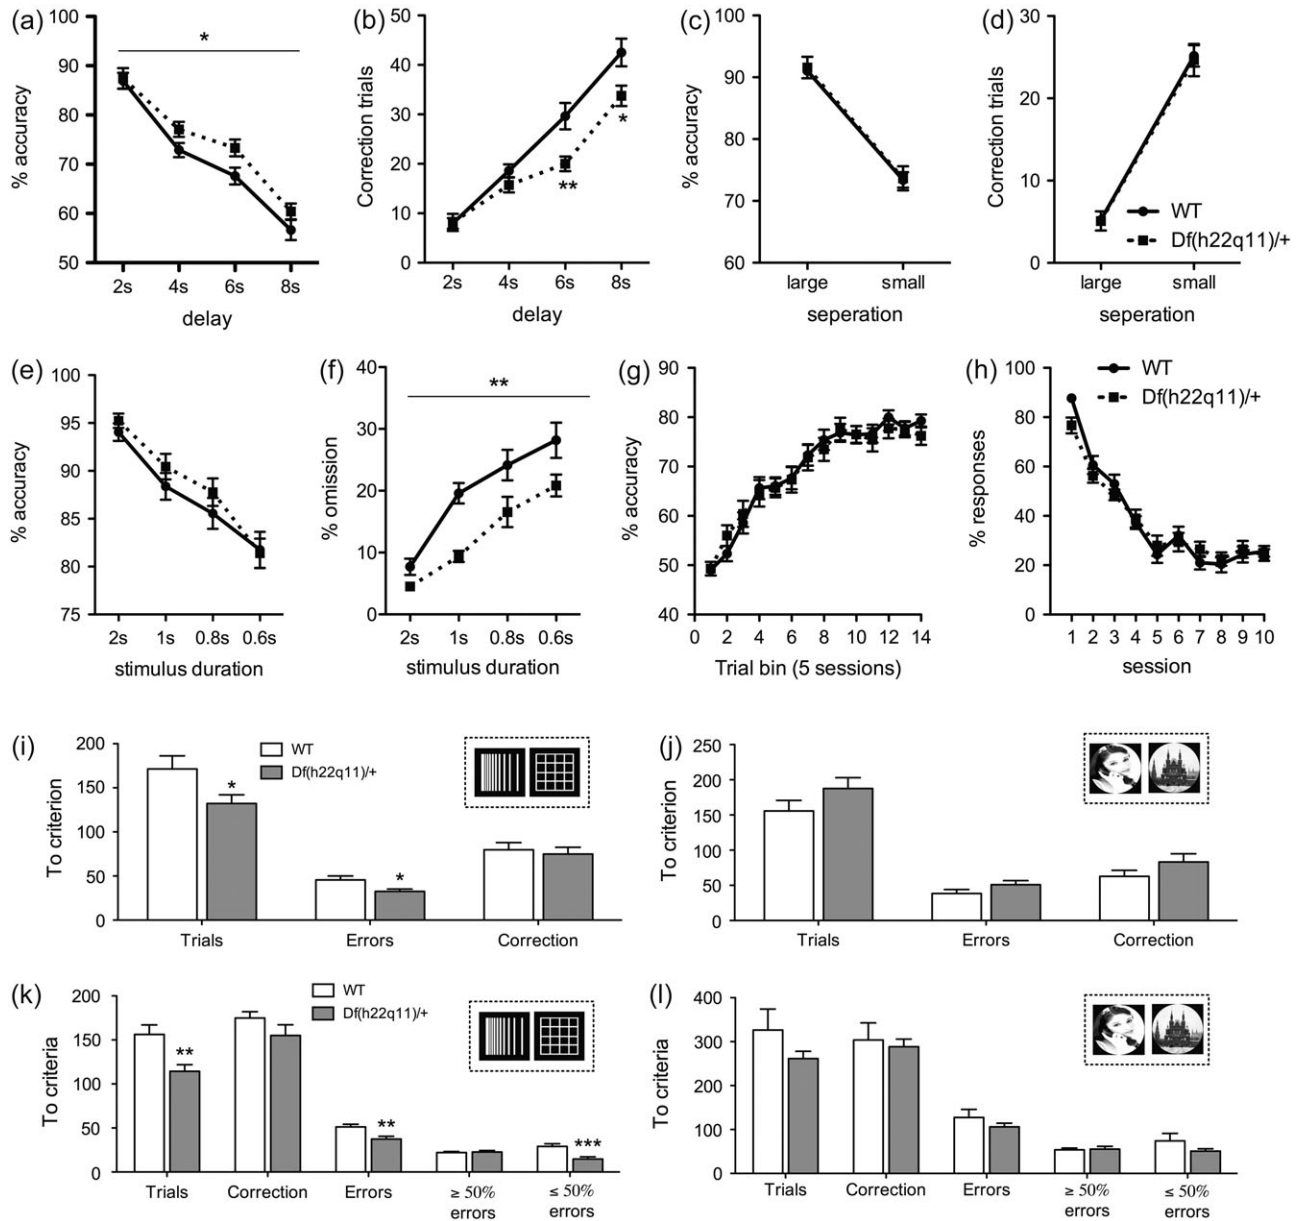 (a)
100
90
80
70
60
50
% accuracy
*
2s 4s 6s 8s
delay
(b)
50
40
30
20
10
0
Correction trials
**
*
2s 4s 6s 8s
delay
(c)
100
90
80
70
60
% accuracy
large small
seperation
(d)
30
20
10
0
Correction trials
WT
Df(h22q11)/+
large small
seperation
(e)
100
95
90
85
80
75
% accuracy
2s 1s 0.8s 0.6s
stimulus duration
(f)
40
30
20
10
0
% omission
**
2s 1s 0.8s 0.6s
stimulus duration
(g)
90
80
70
60
50
40
% accuracy
0 2 4 6 8 10 12 14
Trial bin (5 sessions)
(h)
100
80
60
40
20
0
% responses
WT
Df(h22q11)/+
1 2 3 4 5 6 7 8 9 10
session
(i)
200
150
100
50
0
To criterion
WT
Df(h22q11)/+
*
*
Trials Errors Correction
(j)
250
200
150
100
50
0
To criterion
Trials Errors Correction
(k)
200
150
100
50
0
To criteria
WT
Df(h22q11)/+
**
**
***
Trials Correction Errors ≥ 50% ≤ 50%
errors errors
(l)
400
300
200
100
0
To criteria
Trials Correction Errors ≥ 50% ≤ 50%
errors errors